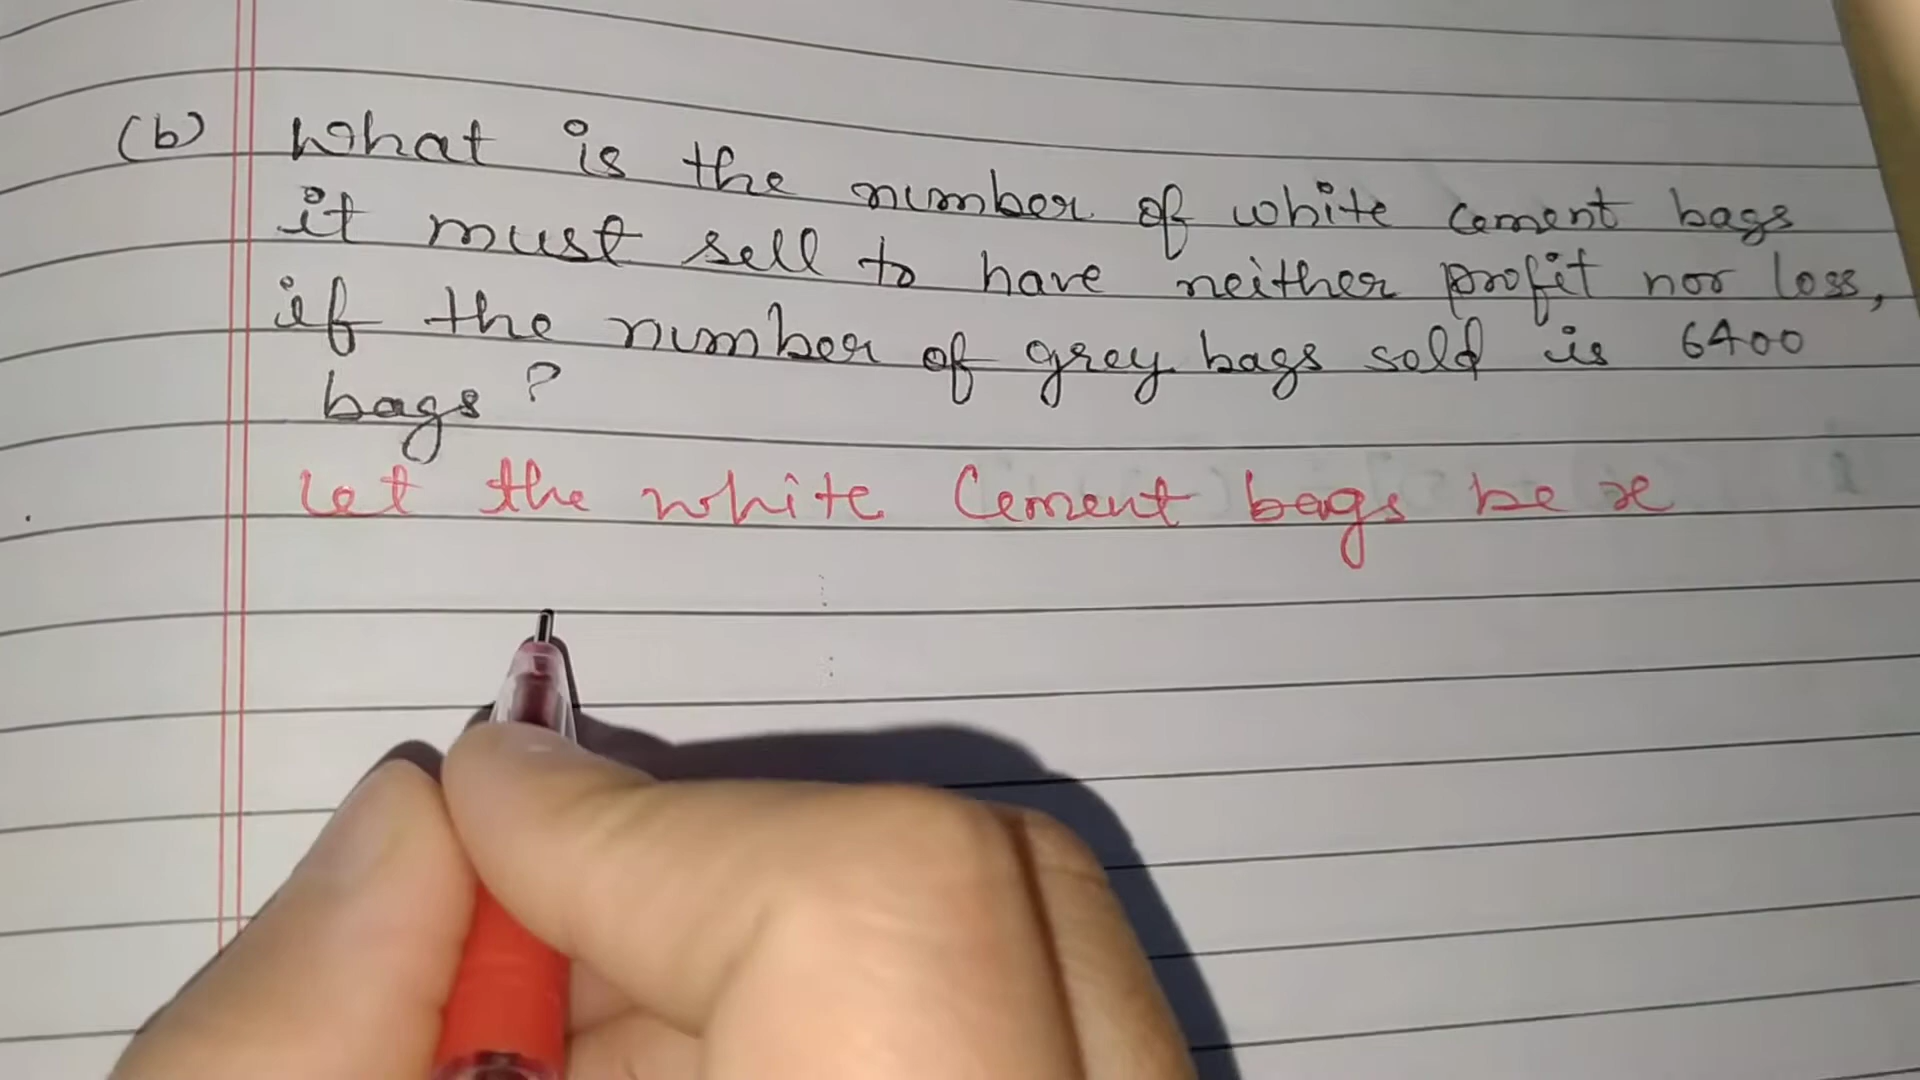 (b) What is the number of white cement bags
it must sell to have neither profit nor loss,
if the number of grey bags sold is 6400
bags?
Let the white Cement bags be x